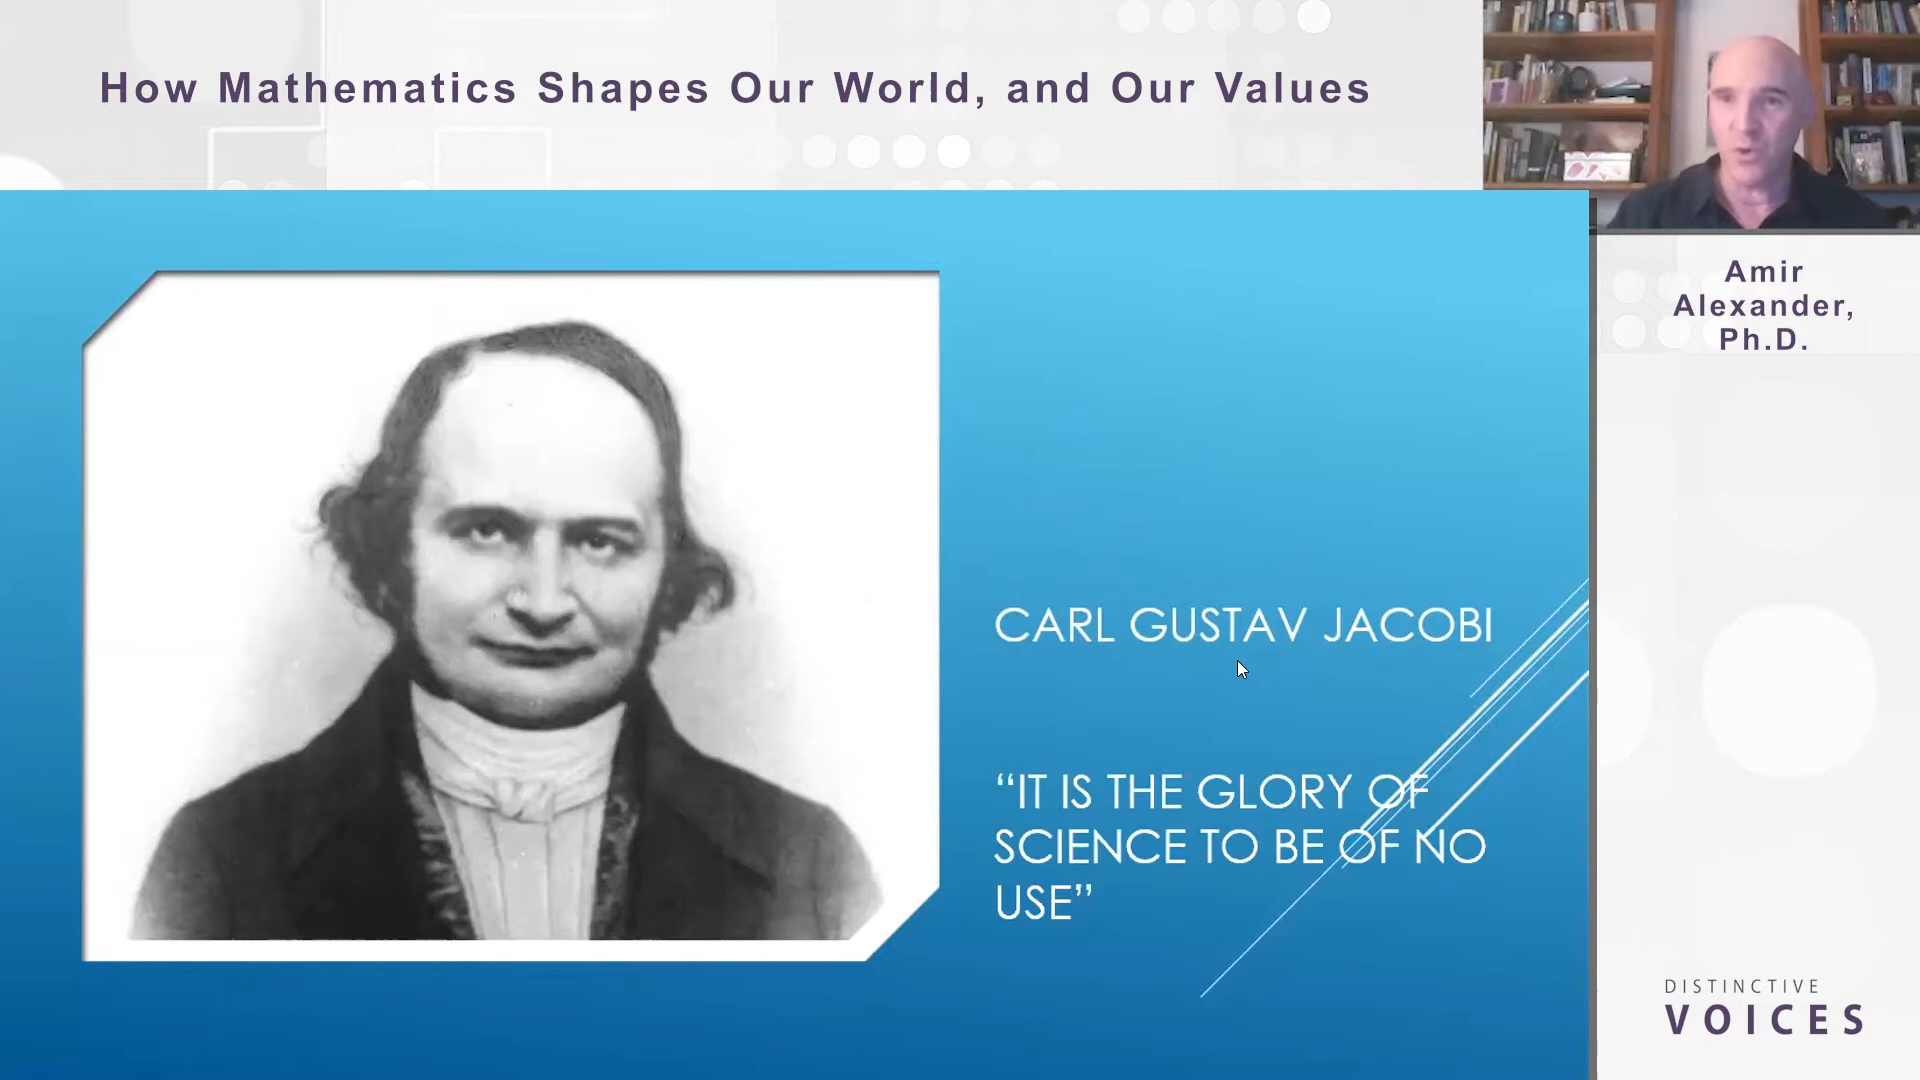 How Mathematics Shapes Our World, and Our Values
Amir
Alexander,
Ph.D.
CARL GUSTAV JACOBI
“IT IS THE GLORY OF
SCIENCE TO BE OF NO
USE”
DISTINCTIVE
VOICES